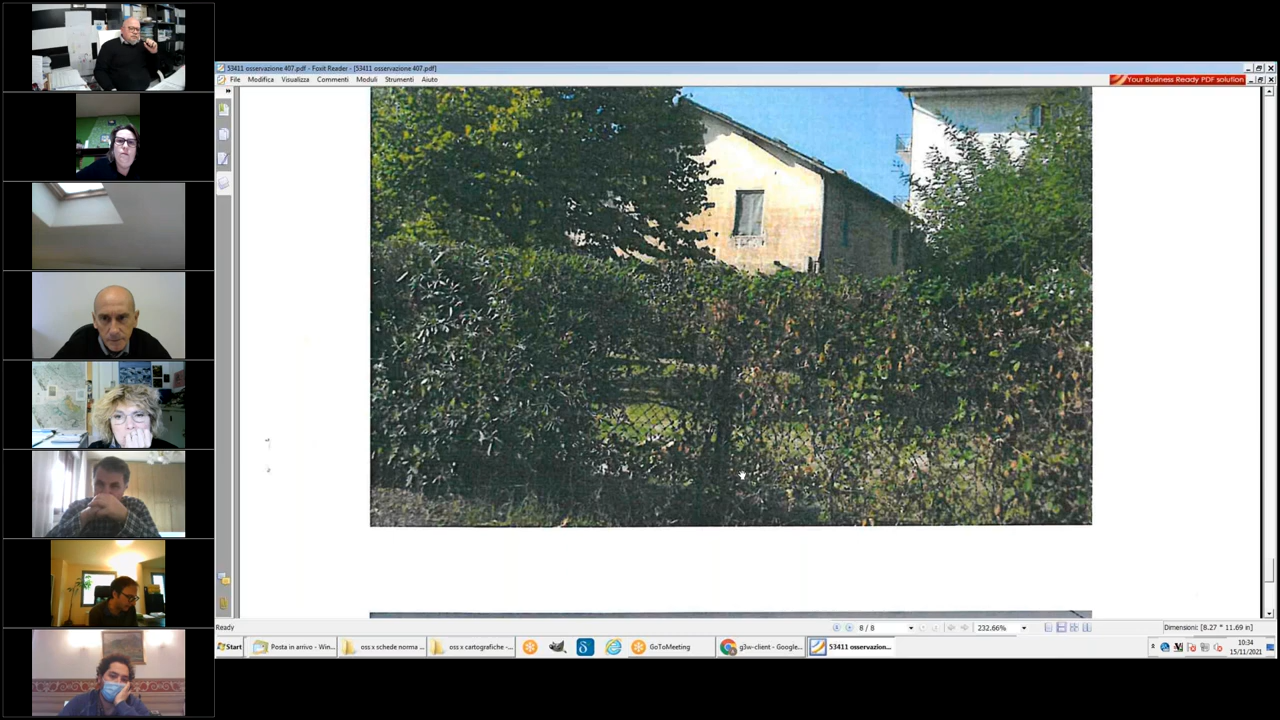 53411 osservazione 407.pdf - Foxit Reader - [53411 osservazione 407.pdf]
File Modifica Visualizza Commenti Moduli Strumenti Aiuto
Your Business Ready PDF solution
Ready
8 / 8
232.66%
Dimensioni: [8.27 * 11.69 in]
Start
Posta in arrivo - Win...
oss x schede norma ...
oss x cartografiche -...
GoToMeeting
g3w-client - Google...
53411 osservazion...
10:34
15/11/2021